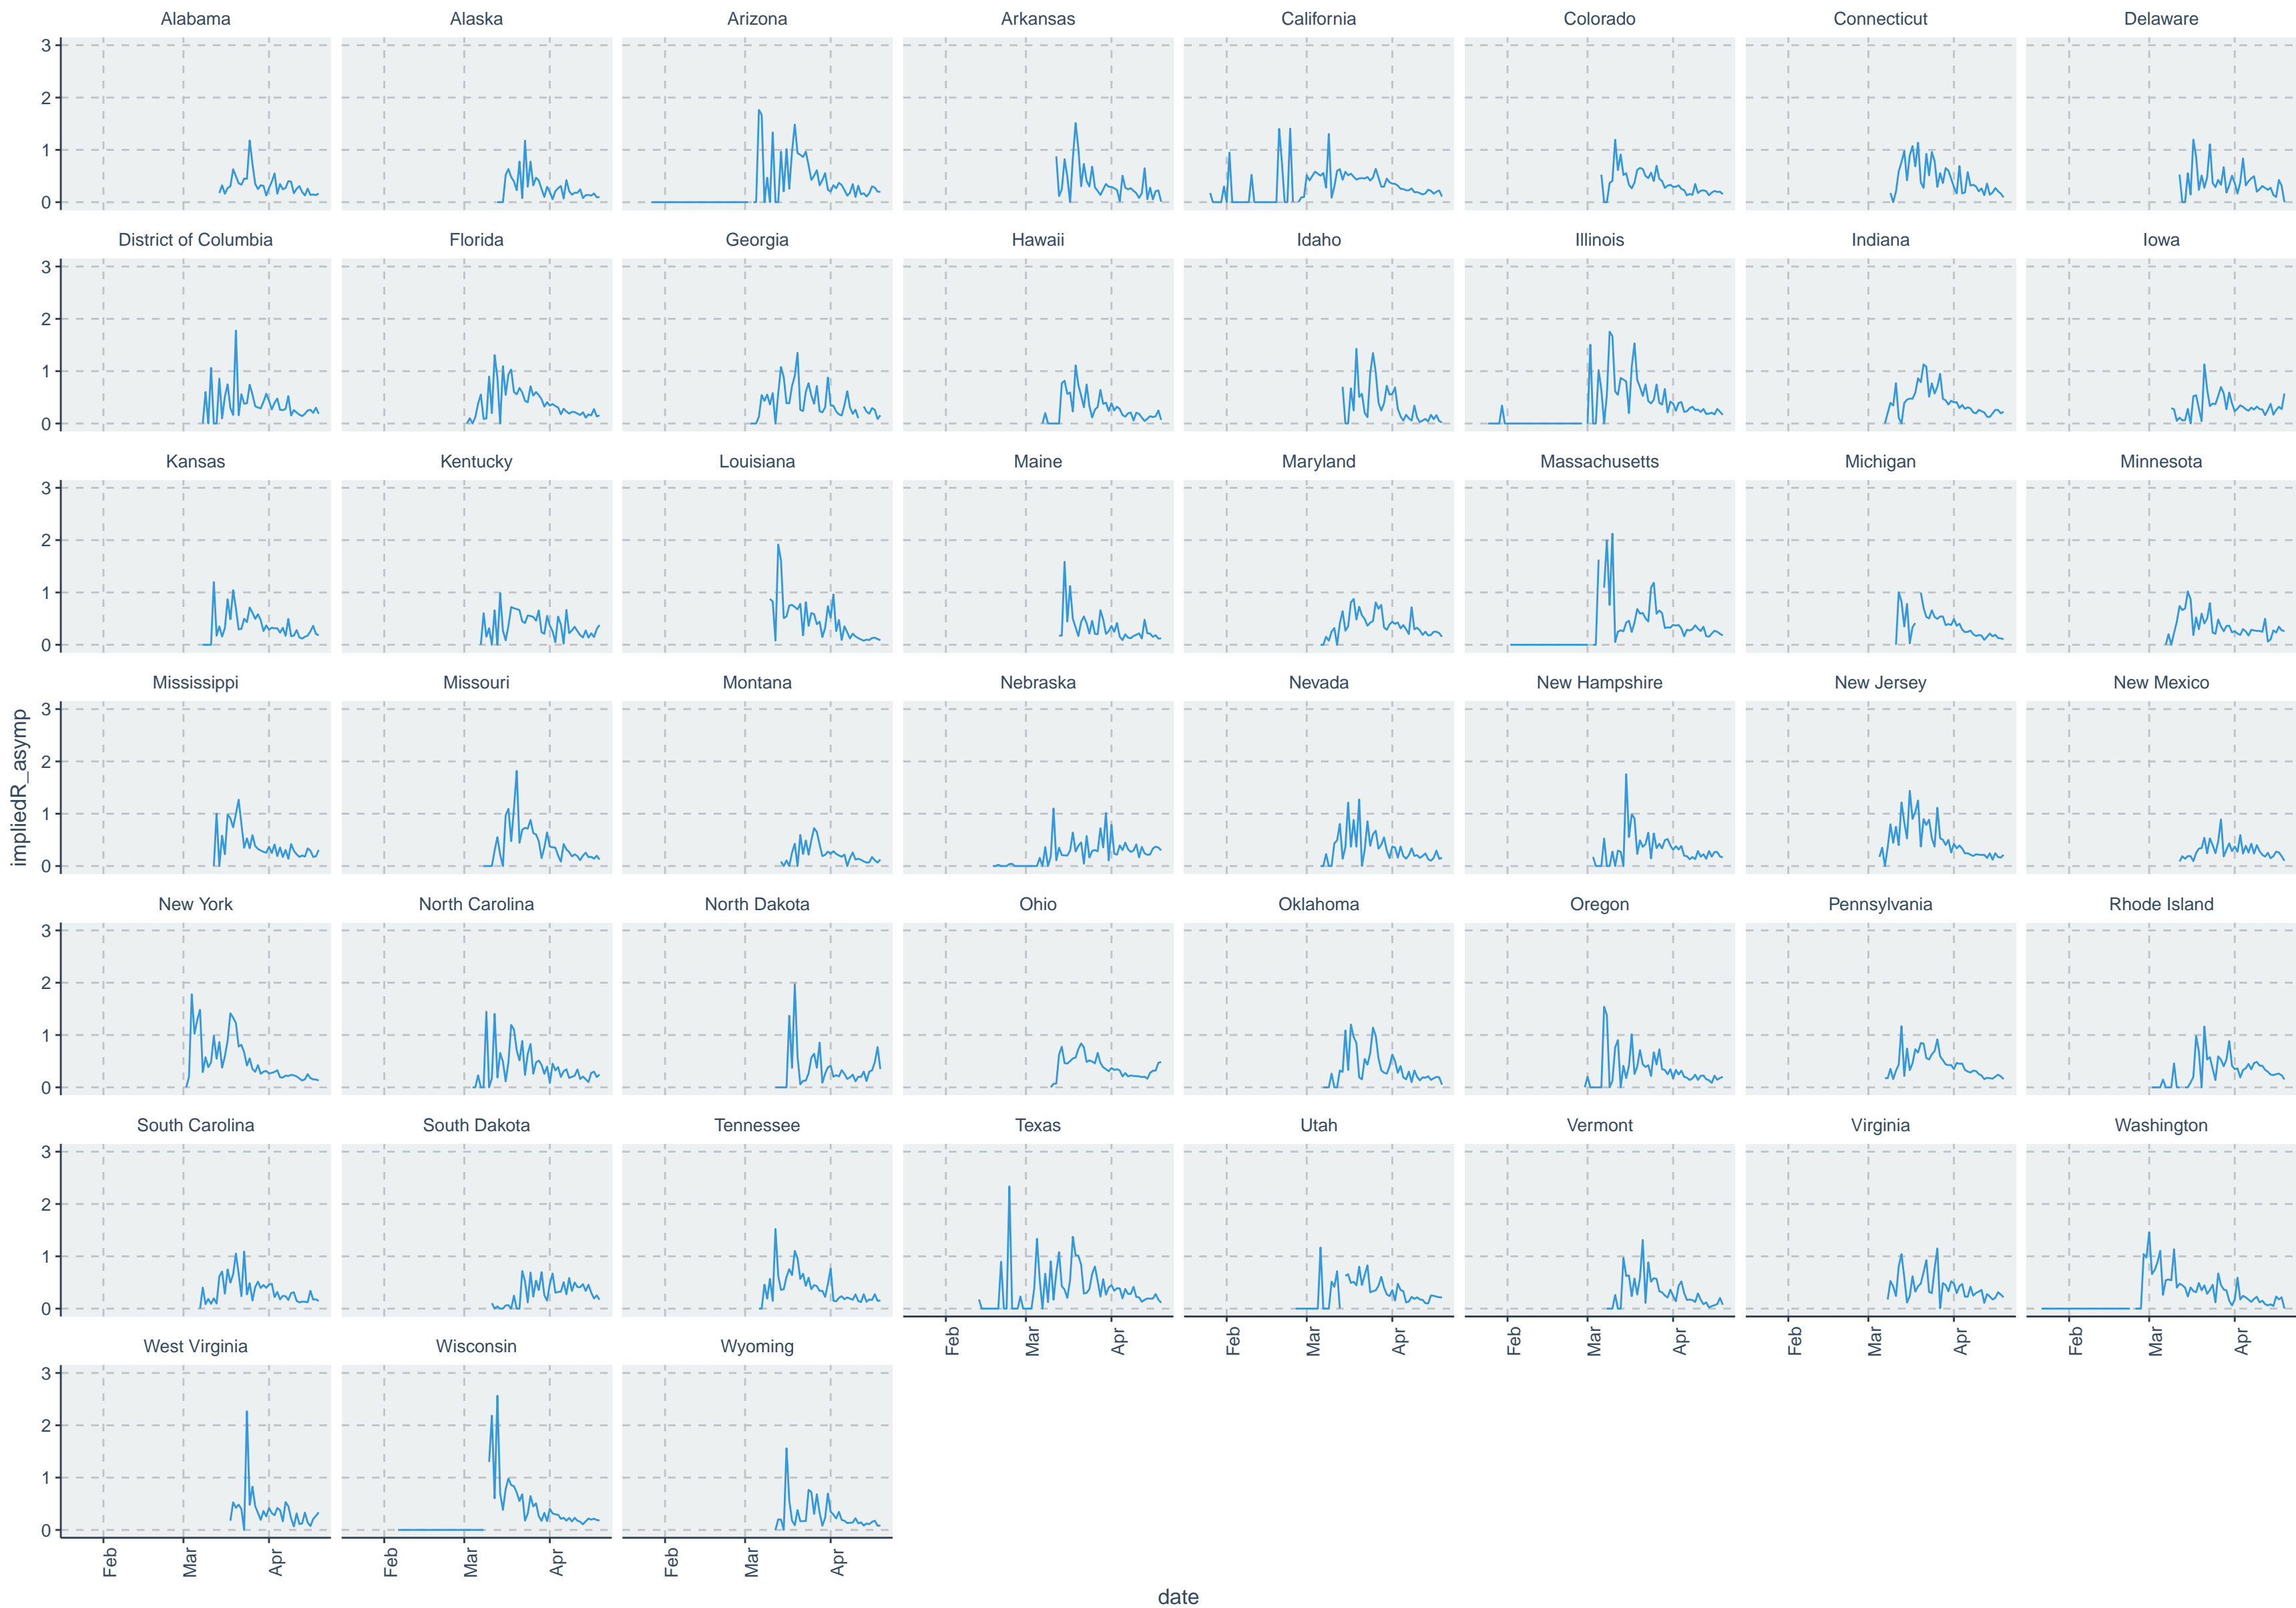 Alabama Alaska Arizona Arkansas California Colorado Connecticut Delaware
3
2
1
0
District of Columbia Florida Georgia Hawaii Idaho Illinois Indiana Iowa
3
2
1
0
Kansas Kentucky Louisiana Maine Maryland Massachusetts Michigan Minnesota
3
2
1
0
Mississippi Missouri Montana Nebraska Nevada New Hampshire New Jersey New Mexico
3
2
1
0
impliedR_asymp
New York North Carolina North Dakota Ohio Oklahoma Oregon Pennsylvania Rhode Island
3
2
1
0
South Carolina South Dakota Tennessee Texas Utah Vermont Virginia Washington
3
2
1
0
Feb Mar Apr Feb Mar Apr Feb Mar Apr Feb Mar Apr Feb Mar Apr
West Virginia Wisconsin Wyoming
3
2
1
0
Feb Mar Apr Feb Mar Apr Feb Mar Apr
date